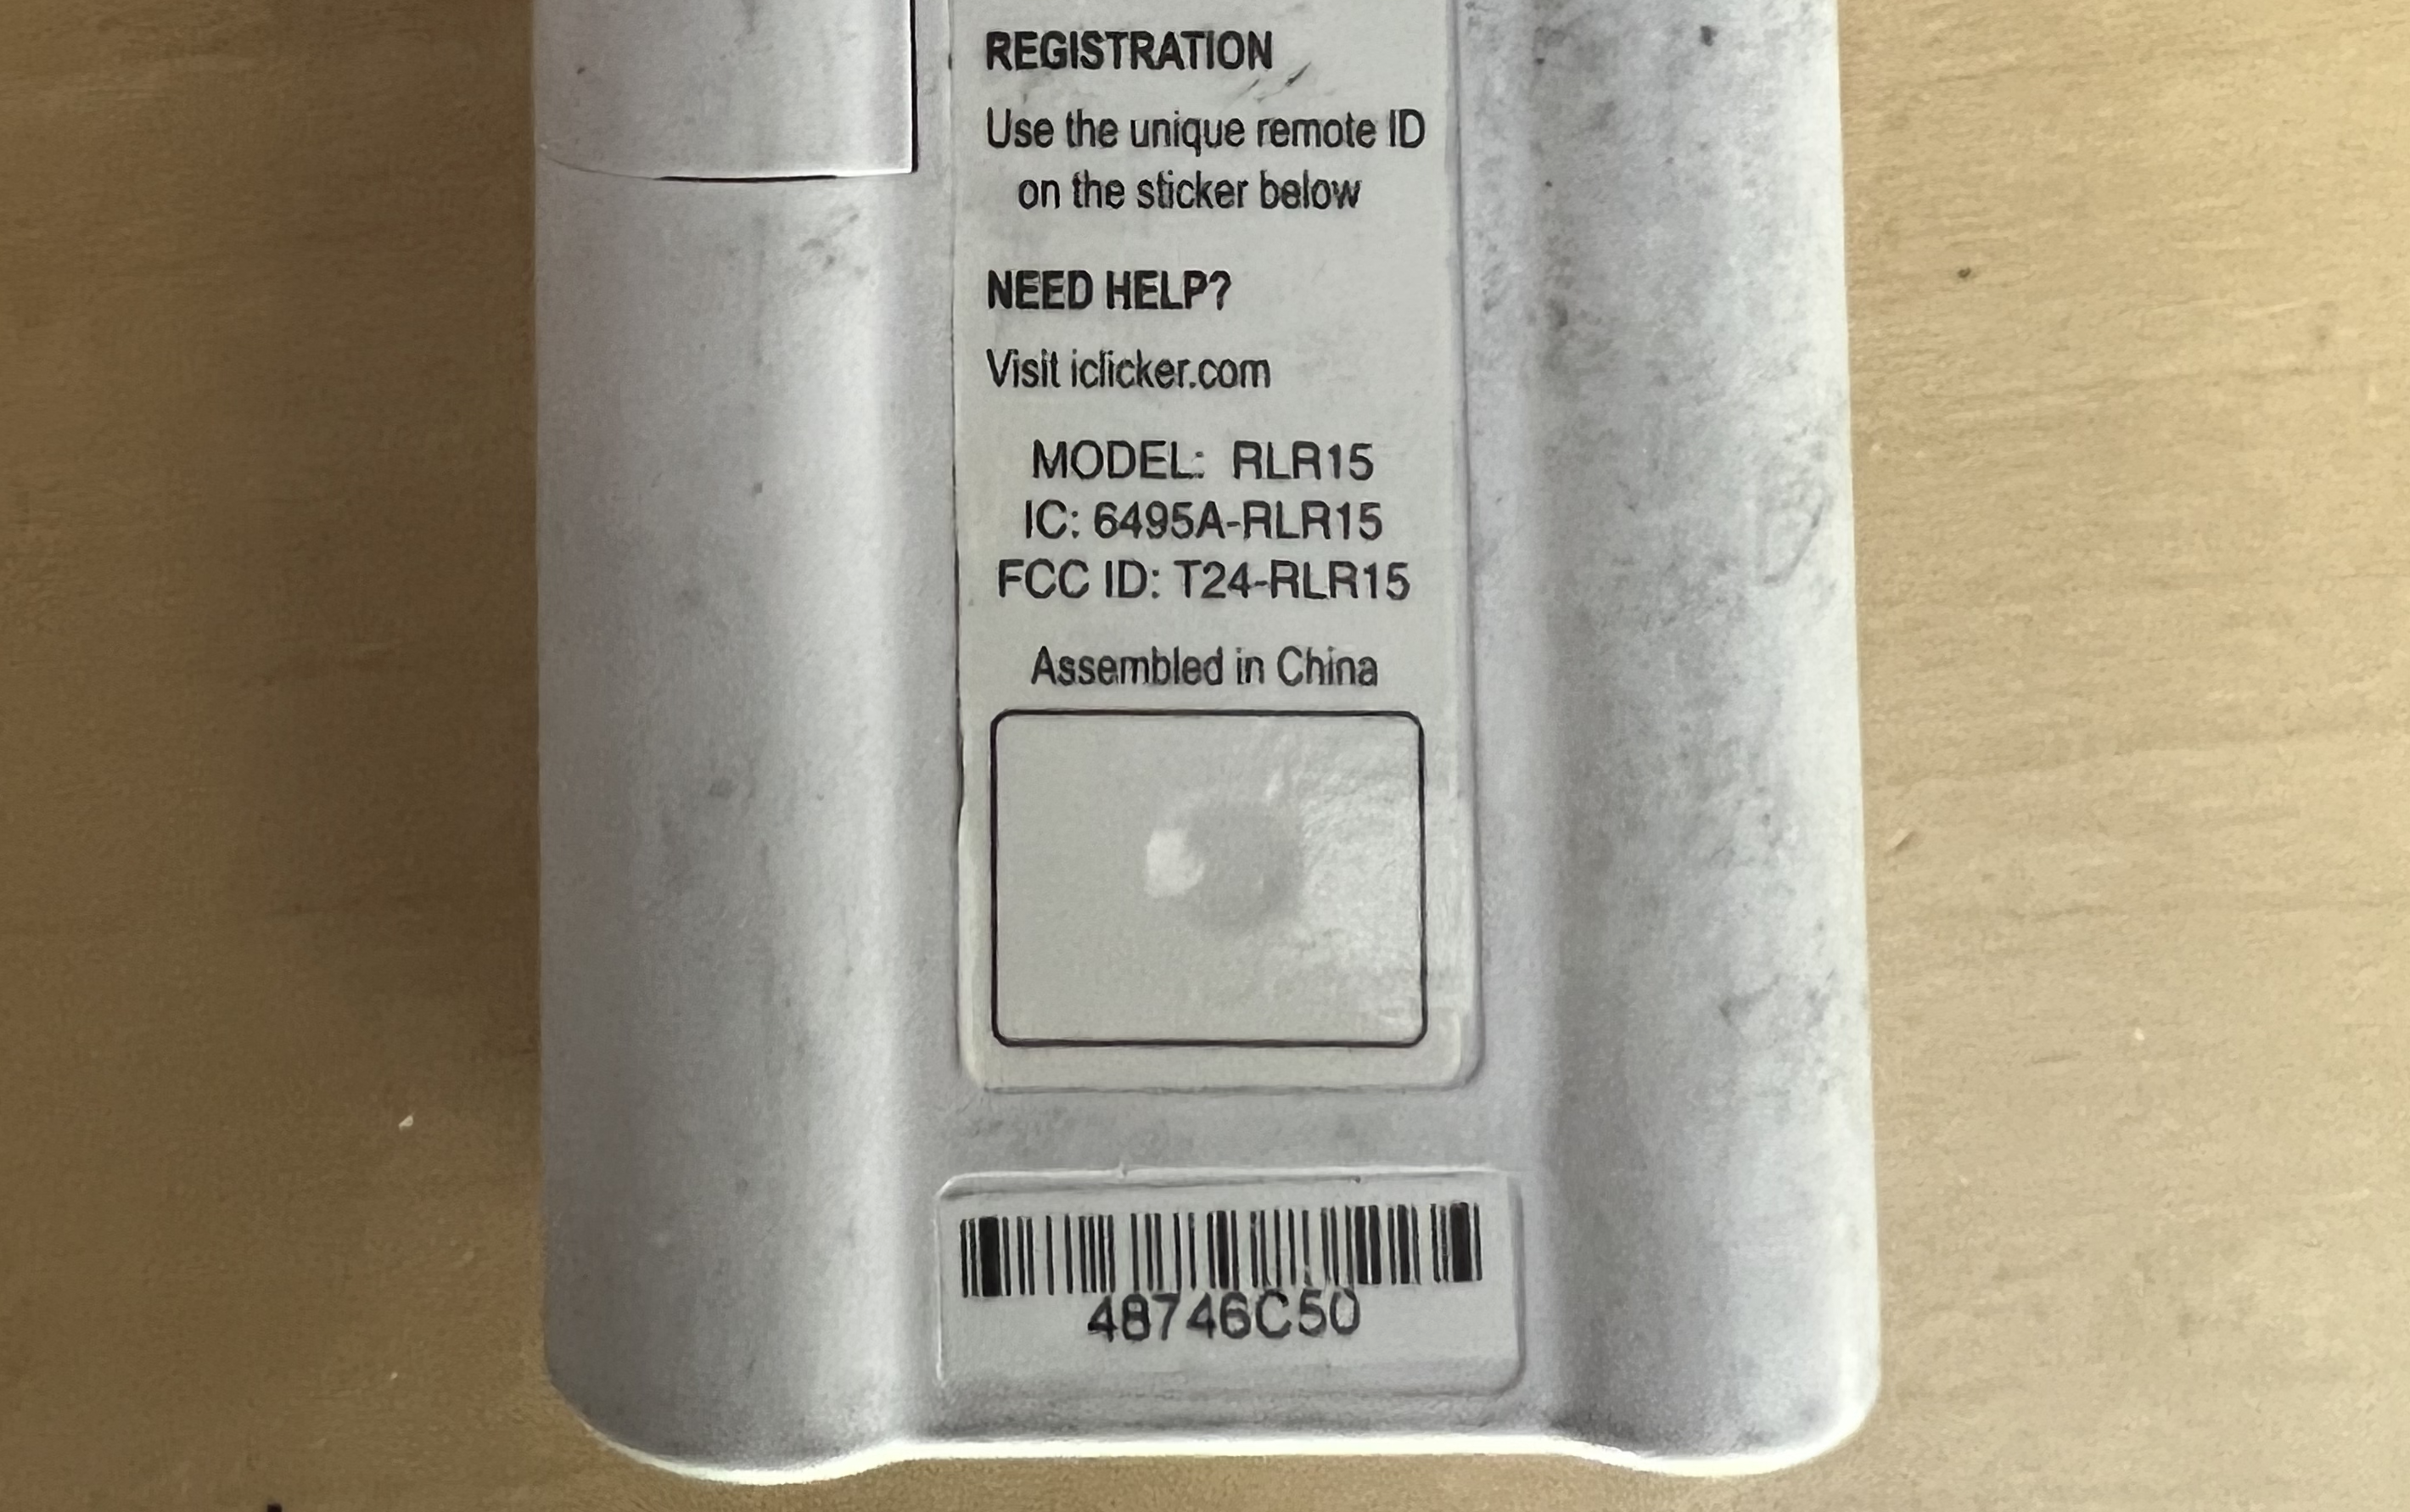 REGISTRATION
Use the unique remote ID
on the sticker below
NEED HELP?
Visit iclicker.com
MODEL: RLR15
IC: 6495A-RLR15
FCC ID: T24-RLR15
Assembled in China
48746C50